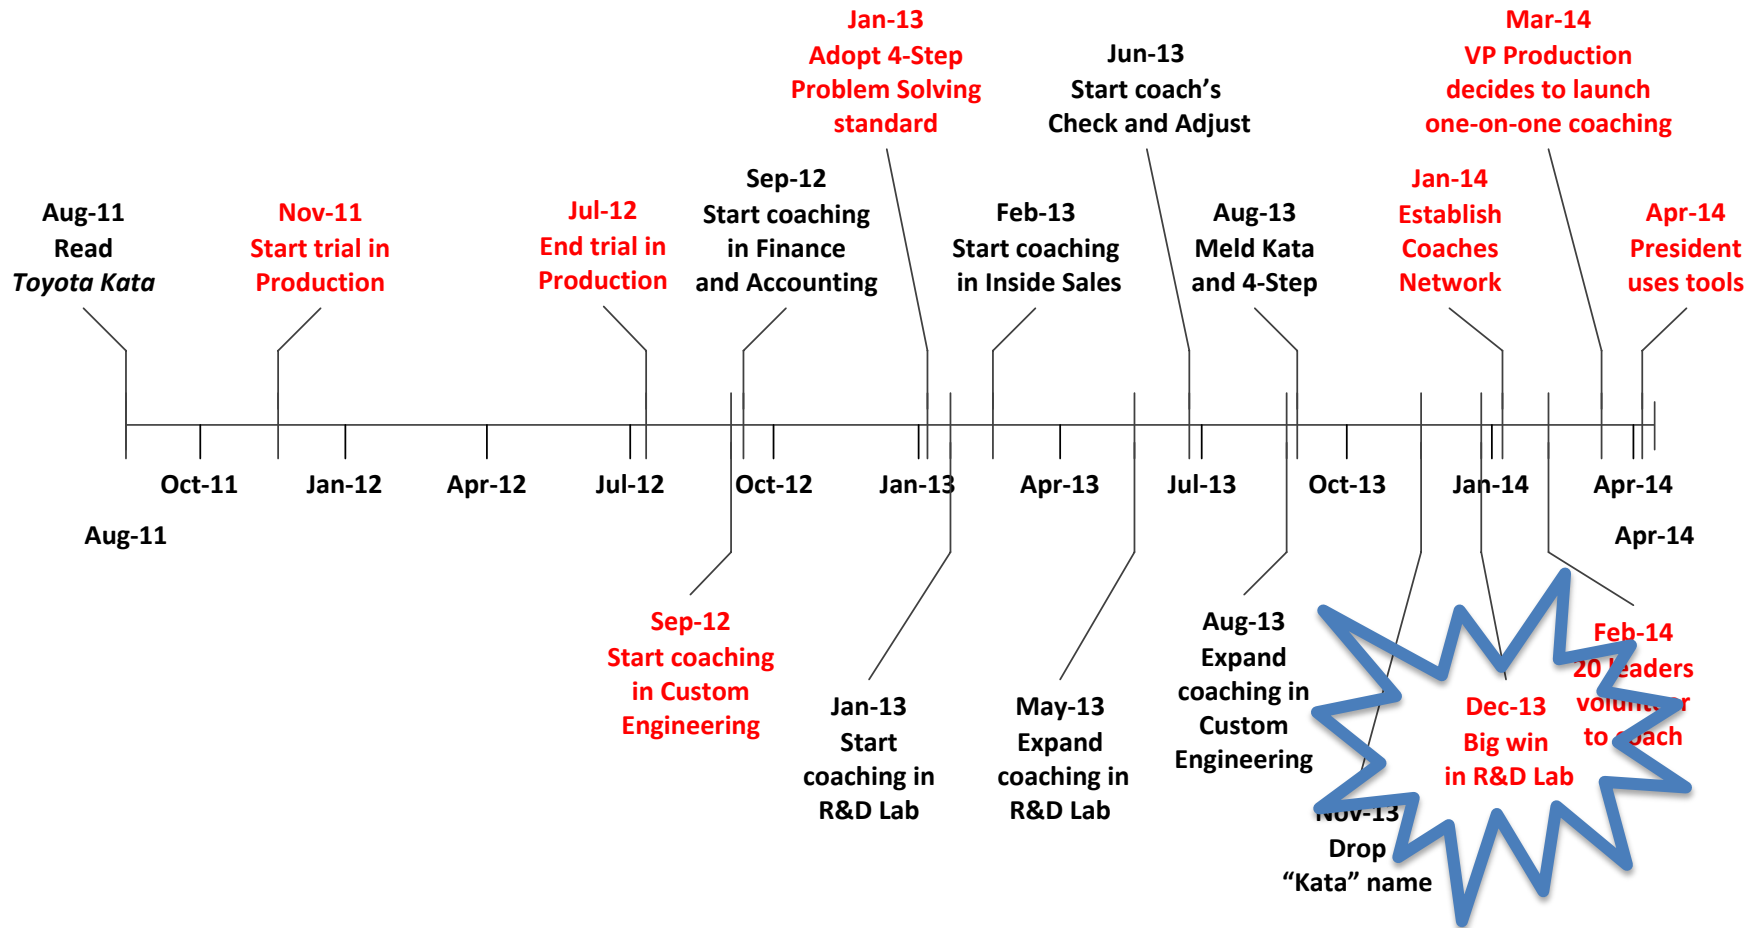 Jan-13
Adopt 4-Step
Problem Solving
standard
Jun-13
Start coach’s
Check and Adjust
Mar-14
VP Production
decides to launch
one-on-one coaching
Aug-11
Read
Toyota Kata
Nov-11
Start trial in
Production
Jul-12
End trial in
Production
Sep-12
Start coaching
in Finance
and Accounting
Feb-13
Start coaching
in Inside Sales
Aug-13
Meld Kata
and 4-Step
Jan-14
Establish
Coaches
Network
Apr-14
President
uses tools
Oct-11
Jan-12
Apr-12
Jul-12
Oct-12
Jan-13
Apr-13
Jul-13
Oct-13
Jan-14
Apr-14
Aug-11
Apr-14
Sep-12
Start coaching
in Custom
Engineering
Jan-13
Start
coaching in
R&D Lab
May-13
Expand
coaching in
R&D Lab
Aug-13
Expand
coaching in
Custom
Engineering
Nov-13
Drop
“Kata” name
Dec-13
Big win
in R&D Lab
Feb-14
20 leaders
volunteer
to coach